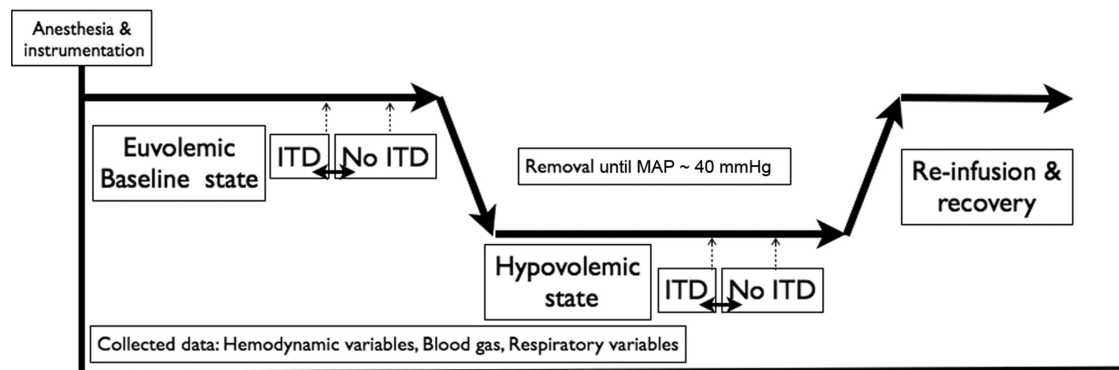 Anesthesia &
instrumentation
Euvolemic
Baseline state
ITD
No ITD
Removal until MAP ~ 40 mmHg
Re-infusion &
recovery
Hypovolemic
state
ITD
No ITD
Collected data: Hemodynamic variables, Blood gas, Respiratory variables